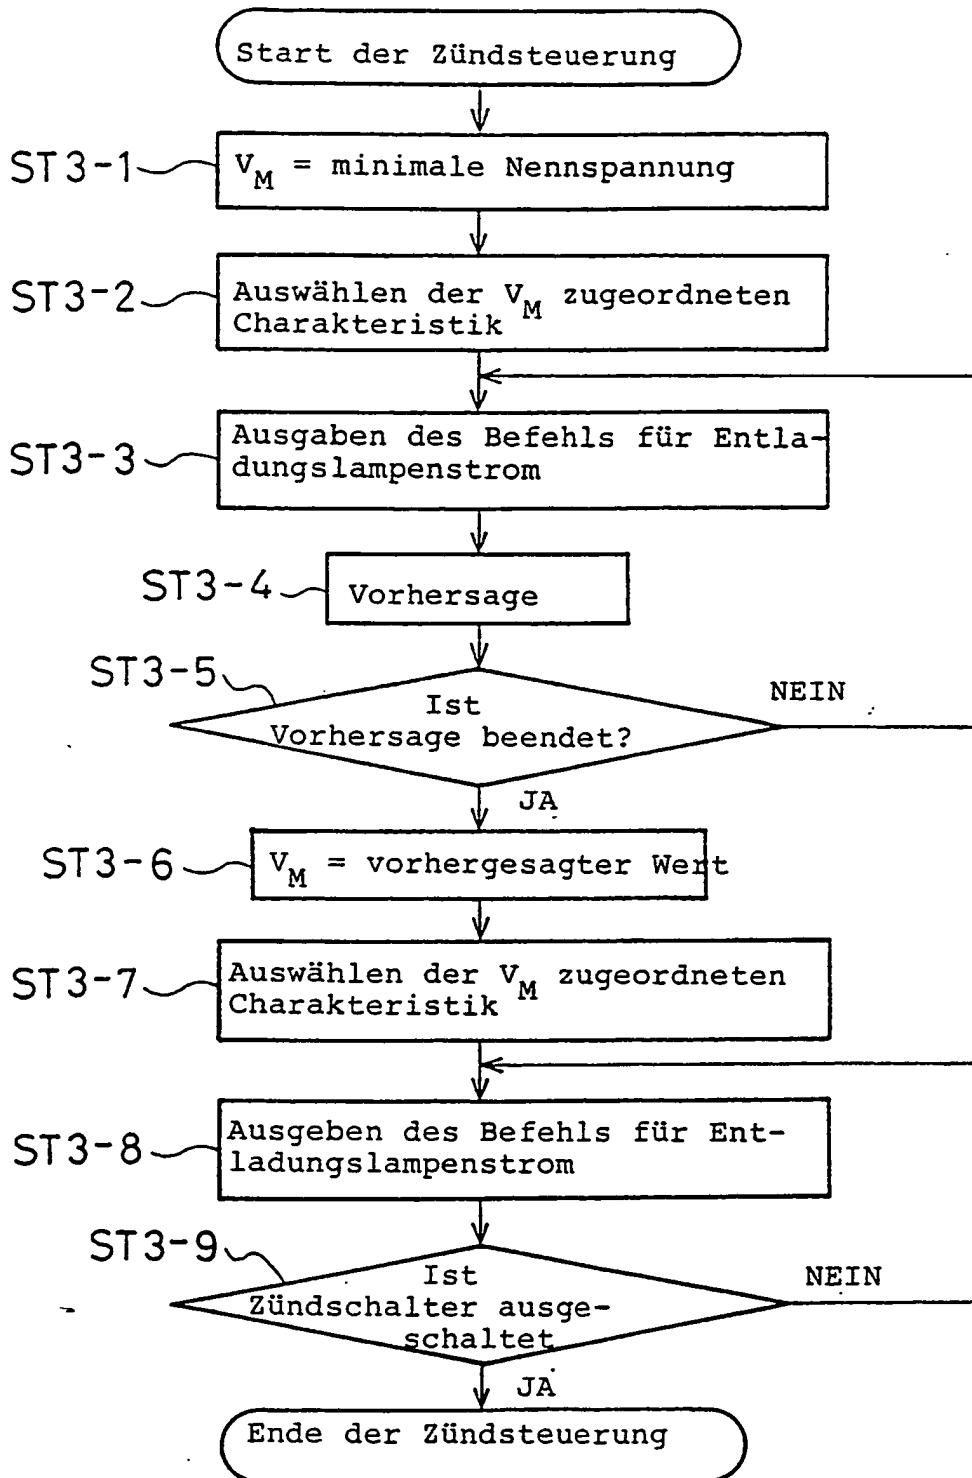 Start der Zündsteuerung
ST3-1
V_M = minimale Nennspannung
ST3-2
Auswählen der V_M zugeordneten
Charakteristik
ST3-3
Ausgaben des Befehls für Entla-
dungslampenstrom
ST3-4
Vorhersage
ST3-5
Ist
Vorhersage beendet?
NEIN
JA
ST3-6
V_M = vorhergesagter Wert
ST3-7
Auswählen der V_M zugeordneten
Charakteristik
ST3-8
Ausgeben des Befehls für Ent-
ladungslampenstrom
ST3-9
Ist
Zündschalter ausge-
schaltet
NEIN
JA
Ende der Zündsteuerung